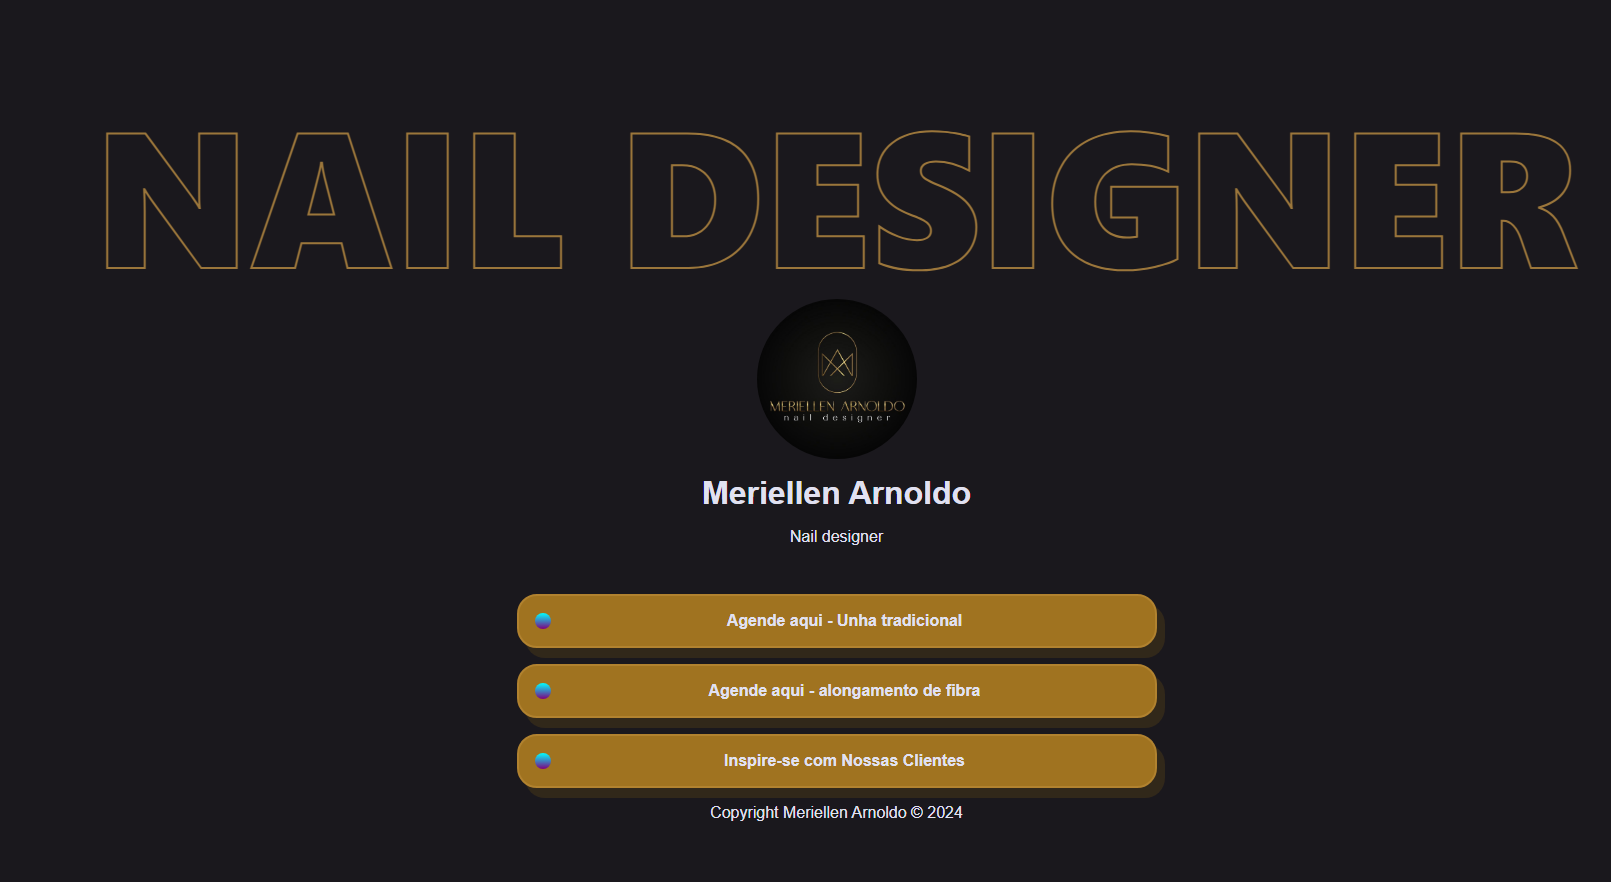 NAIL DESIGNER
MERIELLEN ARNOLDO
nail designer
Meriellen Arnoldo
Nail designer
Agende aqui - Unha tradicional
Agende aqui - alongamento de fibra
Inspire-se com Nossas Clientes
Copyright Meriellen Arnoldo © 2024